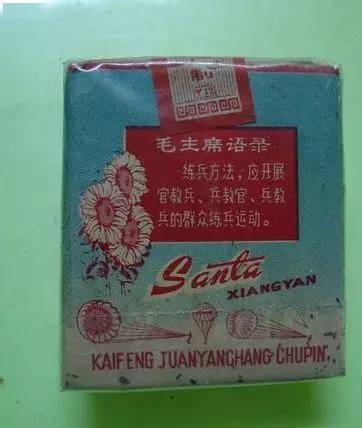 毛主席语录
练兵方法，应开展
官教兵、兵教官、兵教
兵的群众练兵运动。
Santa
XIANGYAN
KAIFENG JUANYANCHANG CHUPIN